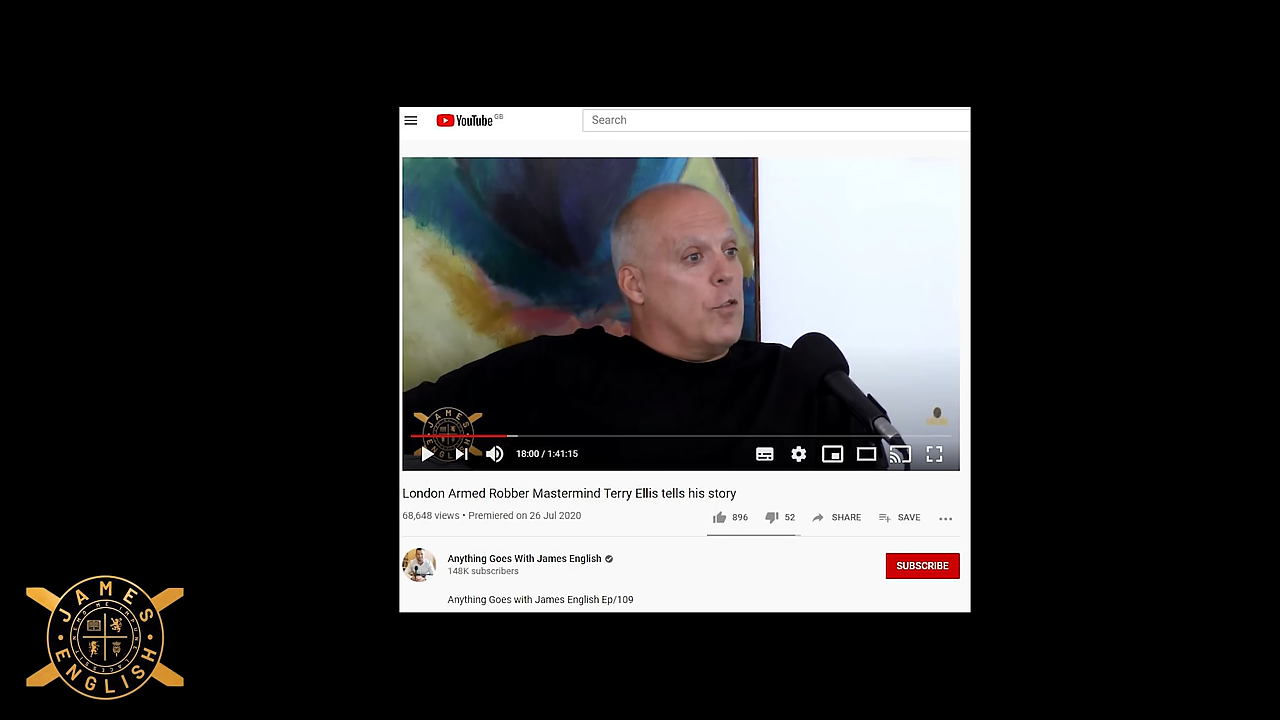 YouTube GB
Search
JAMES
18:00 / 1:41:15
London Armed Robber Mastermind Terry Ellis tells his story
68,648 views • Premiered on 26 Jul 2020
896
52
SHARE
SAVE
Anything Goes With James English
148K subscribers
SUBSCRIBE
Anything Goes with James English Ep/109
JAMES
ENGLISH